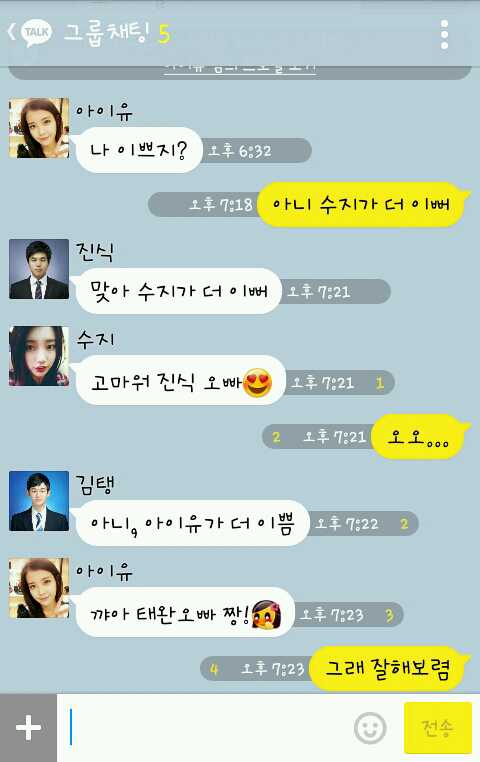 TALK 그룹채팅 5
아이유
나 이쁘지? 오후 6:32
오후 7:18 아니 수지가 더 이뻐
진식
맞아 수지가 더 이뻐 오후 7:21
수지
고마워 진식 오빠 오후 7:21 1
2 오후 7:21 오오...
김탱
아니, 아이유가 더 이쁨 오후 7:22 2
아이유
꺄아 태완오빠 짱! 오후 7:23 3
4 오후 7:23 그래 잘해보렴
전송